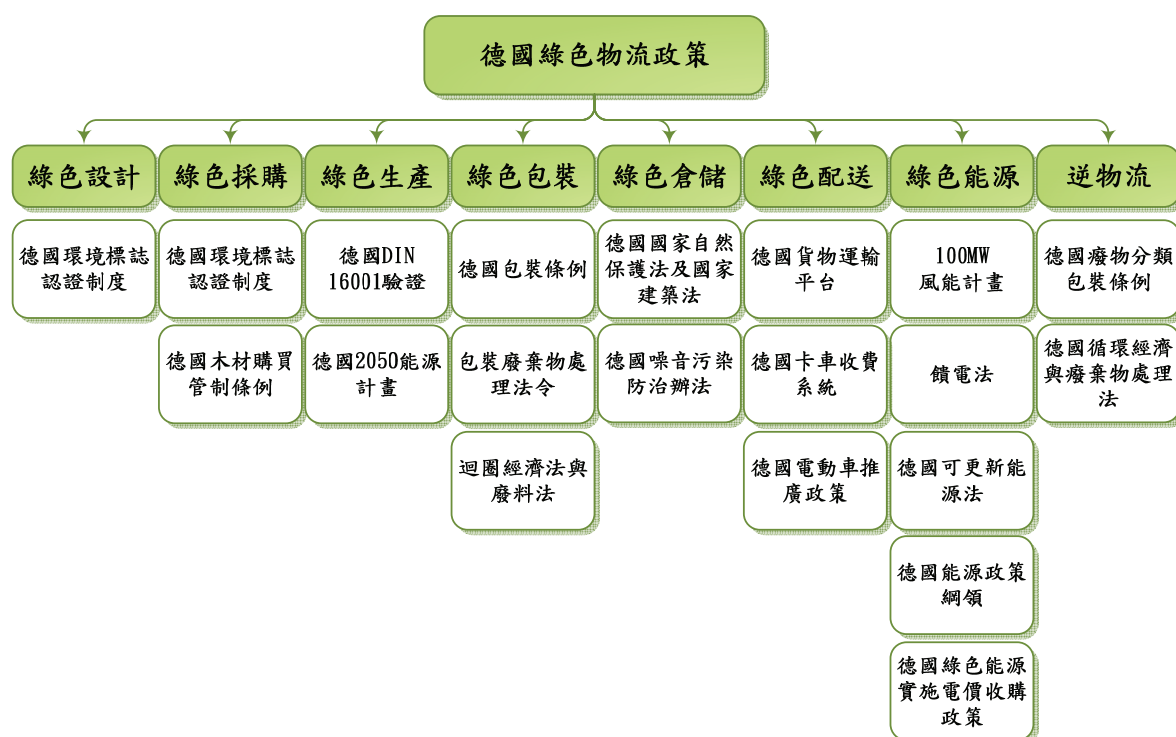 德國綠色物流政策
綠色設計
綠色採購
綠色生產
綠色包裝
綠色倉儲
綠色配送
綠色能源
逆物流
德國環境標誌
認證制度
德國環境標誌
認證制度
德國木材購買
管制條例
德國DIN
16001驗證
德國2050能源
計畫
德國包裝條例
包裝廢棄物處
理法令
迴圈經濟法與
廢料法
德國國家自然
保護法及國家
建築法
德國噪音污染
防治辦法
德國貨物運輸
平台
德國卡車收費
系統
德國電動車推
廣政策
100MW
風能計畫
饋電法
德國可更新能
源法
德國能源政策
綱領
德國綠色能源
實施電價收購
政策
德國廢物分類
包裝條例
德國循環經濟
與廢棄物處理
法